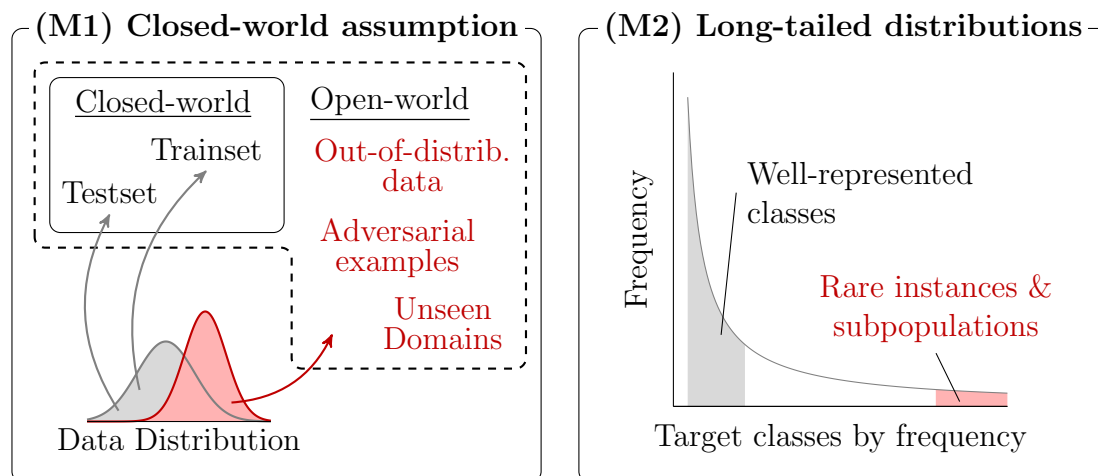 (M1) Closed-world assumption
Closed-world
Trainset
Testset
Open-world
Out-of-distrib.
data
Adversarial
examples
Unseen
Domains
Data Distribution
(M2) Long-tailed distributions
Frequency
Well-represented
classes
Rare instances &
subpopulations
Target classes by frequency